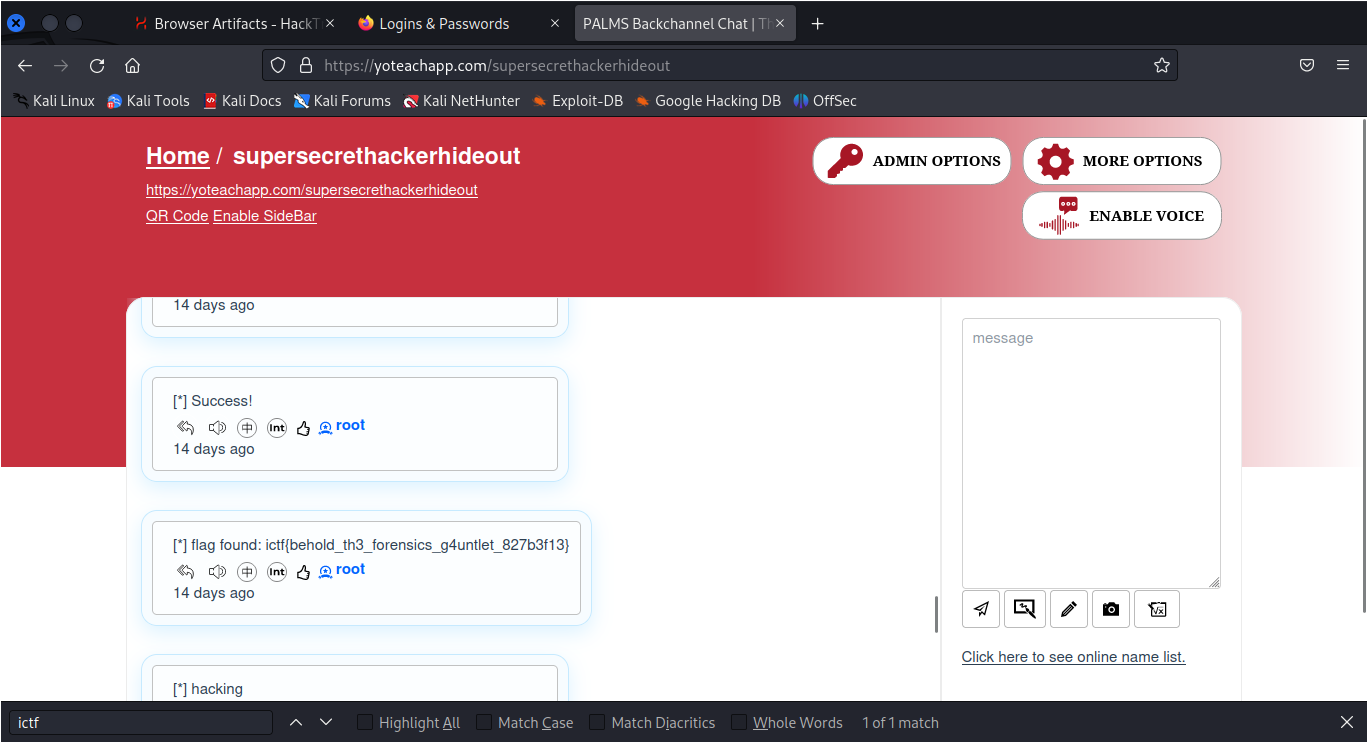 Browser Artifacts - HackT
Logins & Passwords
PALMS Backchannel Chat | Th
https://yoteachapp.com/supersecrethackerhideout
Kali Linux Kali Tools Kali Docs Kali Forums Kali NetHunter Exploit-DB Google Hacking DB OffSec
Home / supersecrethackerhideout
https://yoteachapp.com/supersecrethackerhideout
QR Code Enable SideBar
ADMIN OPTIONS
MORE OPTIONS
ENABLE VOICE
14 days ago
[*] Success!
中 Int root
14 days ago
[*] flag found: ictf{behold_th3_forensics_g4untlet_827b3f13}
中 Int root
14 days ago
[*] hacking
message
√x
Click here to see online name list.
ictf
Highlight All Match Case Match Diacritics Whole Words 1 of 1 match